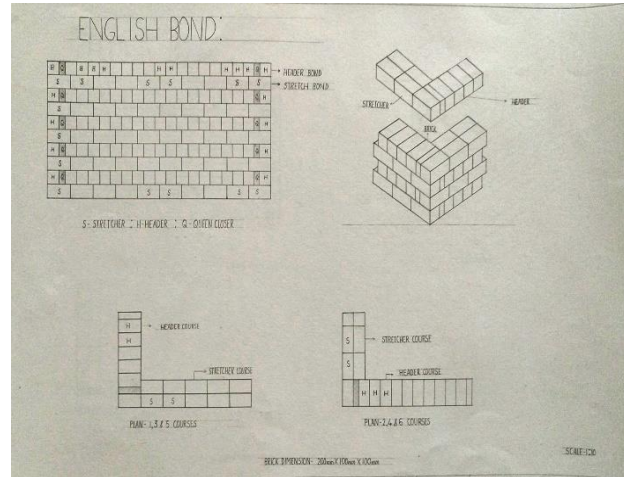 ENGLISH BOND:
H Q H H H H H H H H Q H
HEADER BOND
S S S S S S
STRETCH BOND
H Q Q H
S
H Q Q H
S
H Q Q H
S
H Q Q H
S S S S S
S- STRETCHER : H-HEADER : Q- QUEEN CLOSER
STRETCHER
HEADER
BRICK
H
HEADER COURSE
H
STRETCHER COURSE
S S
PLAN- 1,3 & 5 COURSES
S
STRETCHER COURSE
S
HEADER COURSE
H H H
PLAN-2,4 & 6 COURSES
SCALE-1:20
BRICK DIMENSION- 200mm X 100mm X 100mm